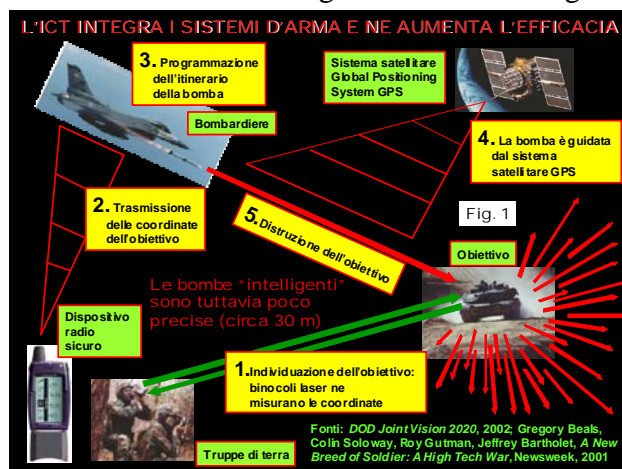 L'ICT INTEGRA I SISTEMI D'ARMA E NE AUMENTA L'EFFICACIA
3. Programmazione
dell'itinerario
della bomba
Sistema satellitare
Global Positioning
System GPS
Bombardiere
4. La bomba è guidata
dal sistema
satellitare GPS
2. Trasmissione
delle coordinate
dell'obiettivo
5. Distruzione dell'obiettivo
Fig. 1
Obiettivo
Le bombe "intelligenti"
sono tuttavia poco
precise (circa 30 m)
Dispositivo
radio
sicuro
1. Individuazione dell'obiettivo:
binocoli laser ne
misurano le coordinate
Truppe di terra
Fonti: DOD Joint Vision 2020, 2002; Gregory Beals,
Colin Soloway, Roy Gutman, Jeffrey Bartholet, A New
Breed of Soldier: A High Tech War, Newsweek, 2001